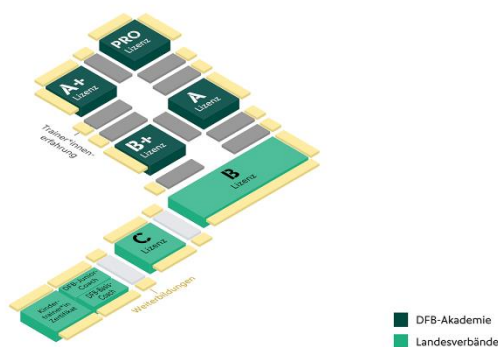 PRO
Lizenz
A+
Lizenz
A
Lizenz
Trainer*innen-
erfahrung
B+
Lizenz
B
Lizenz
C
Lizenz
DFB-Junior-
Coach
DFB-Basis-
Coach
Kinder-
trainer*in
Zertifikat
Weiterbildungen
DFB-Akademie
Landesverbände